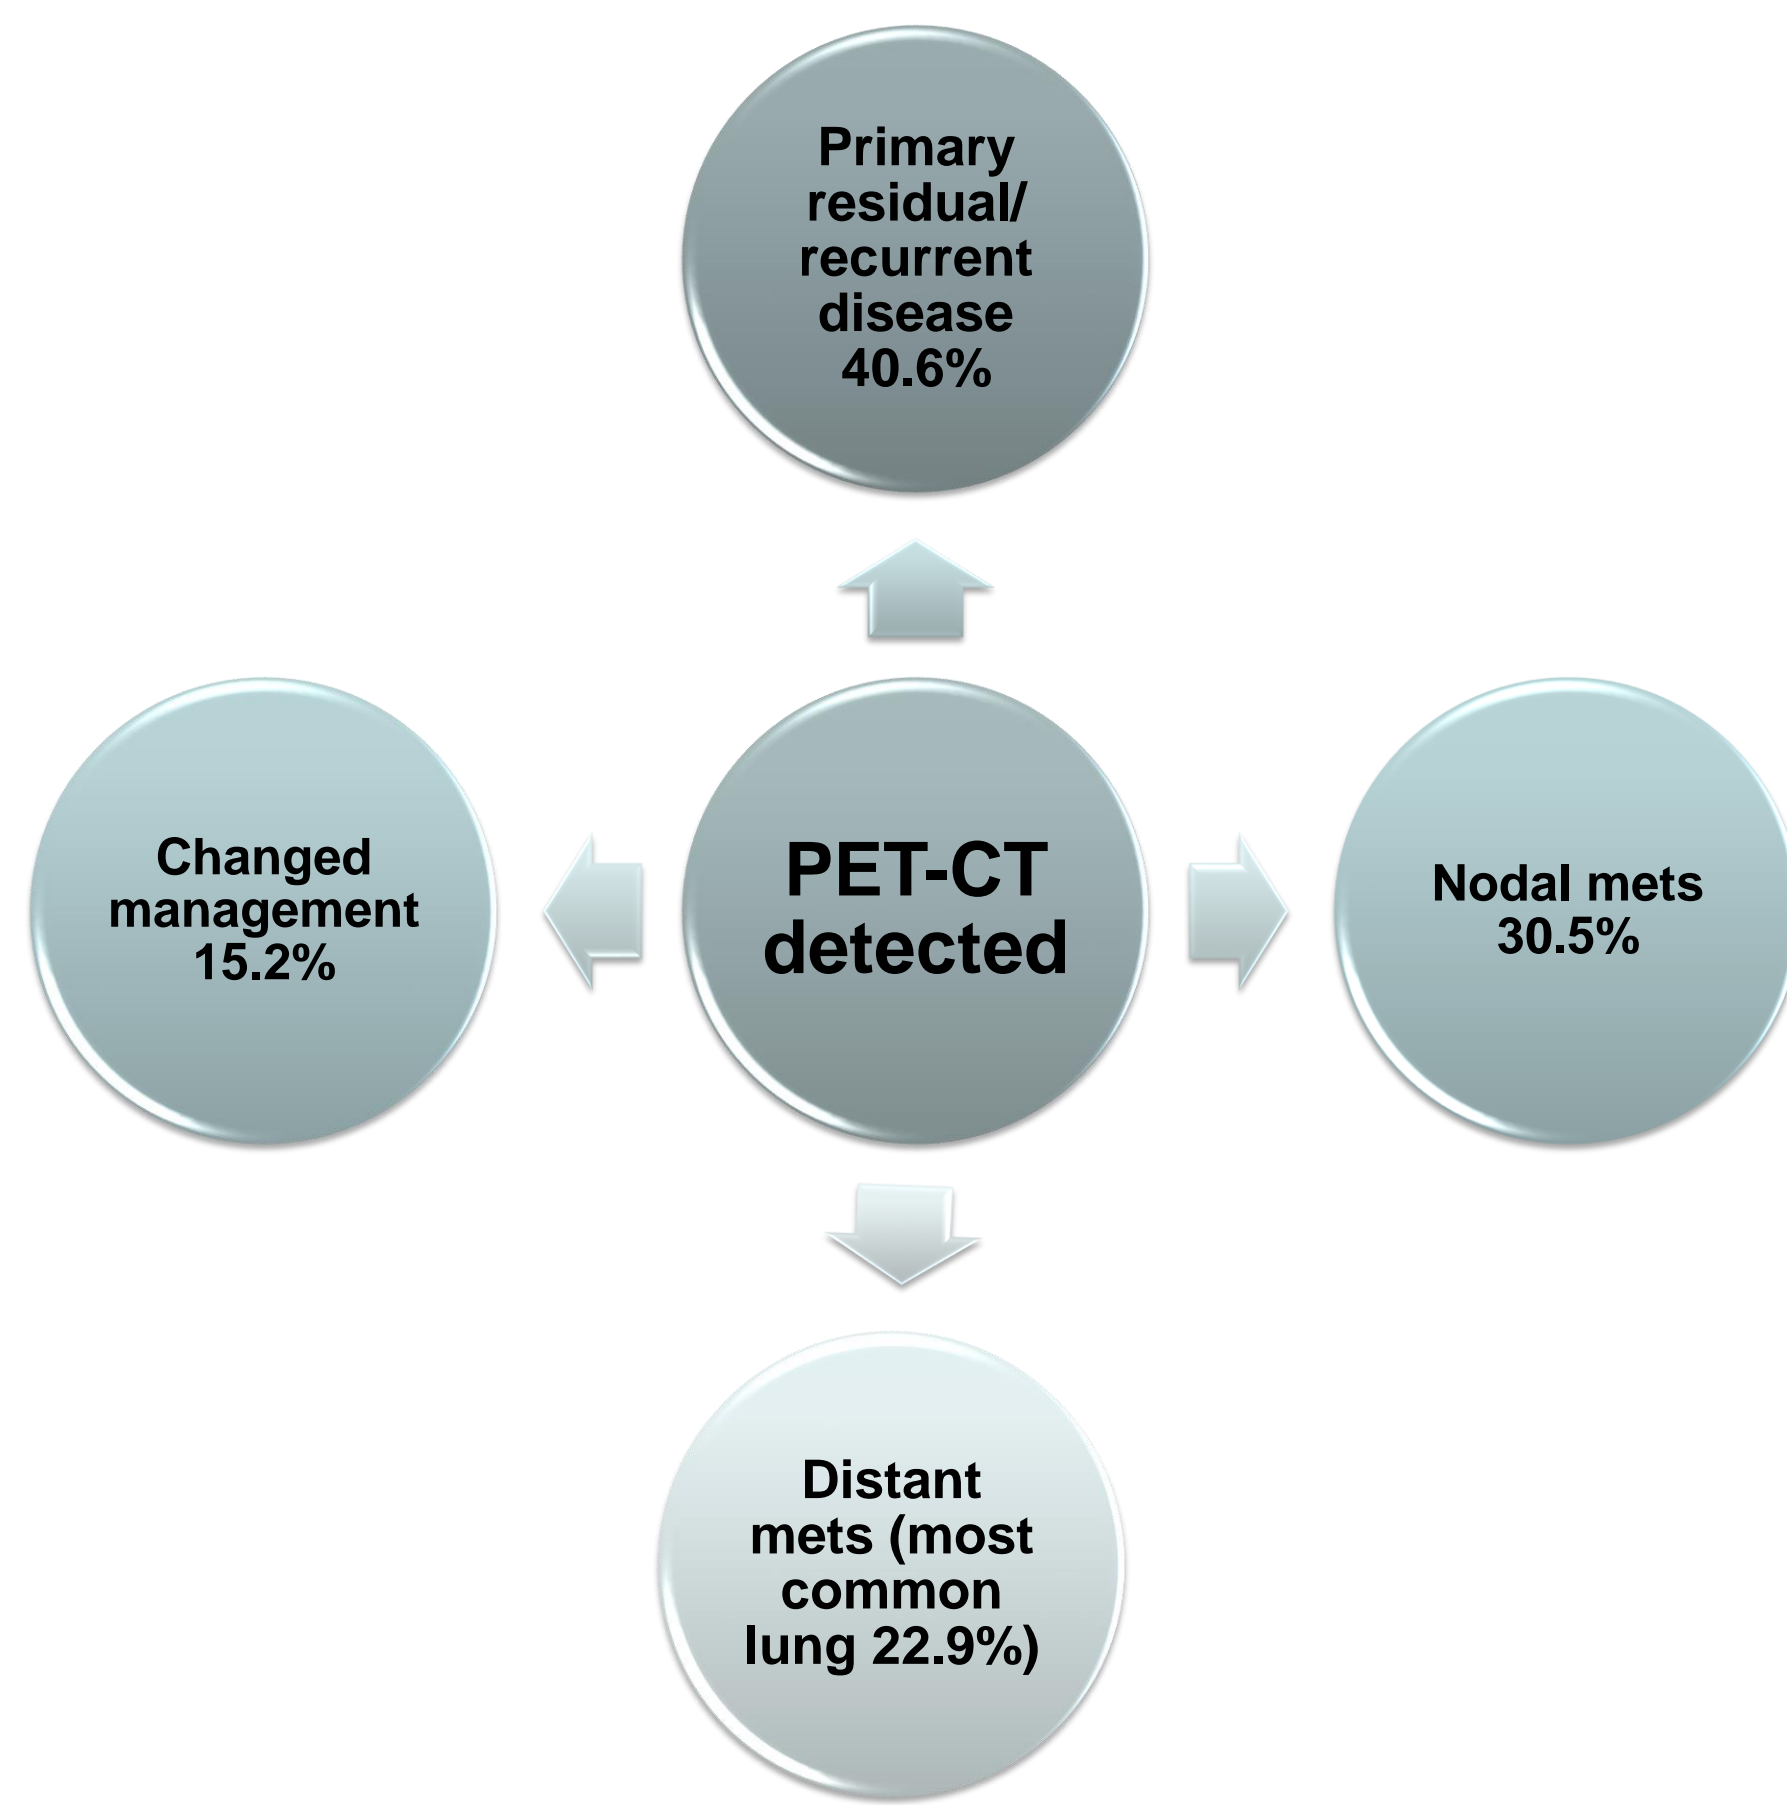 Primary
residual/
recurrent
disease
40.6%
Changed
management
15.2%
PET-CT
detected
Nodal mets
30.5%
Distant
mets (most
common
lung 22.9%)